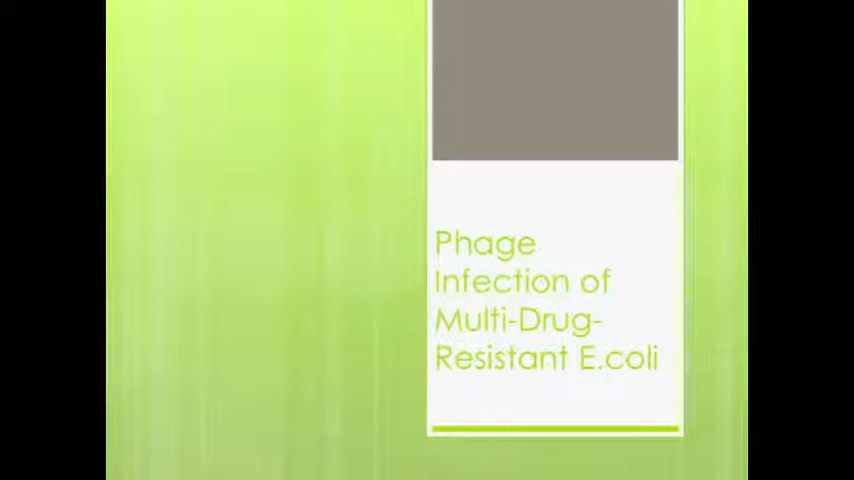 Phage
Infection of
Multi-Drug-
Resistant E.coli